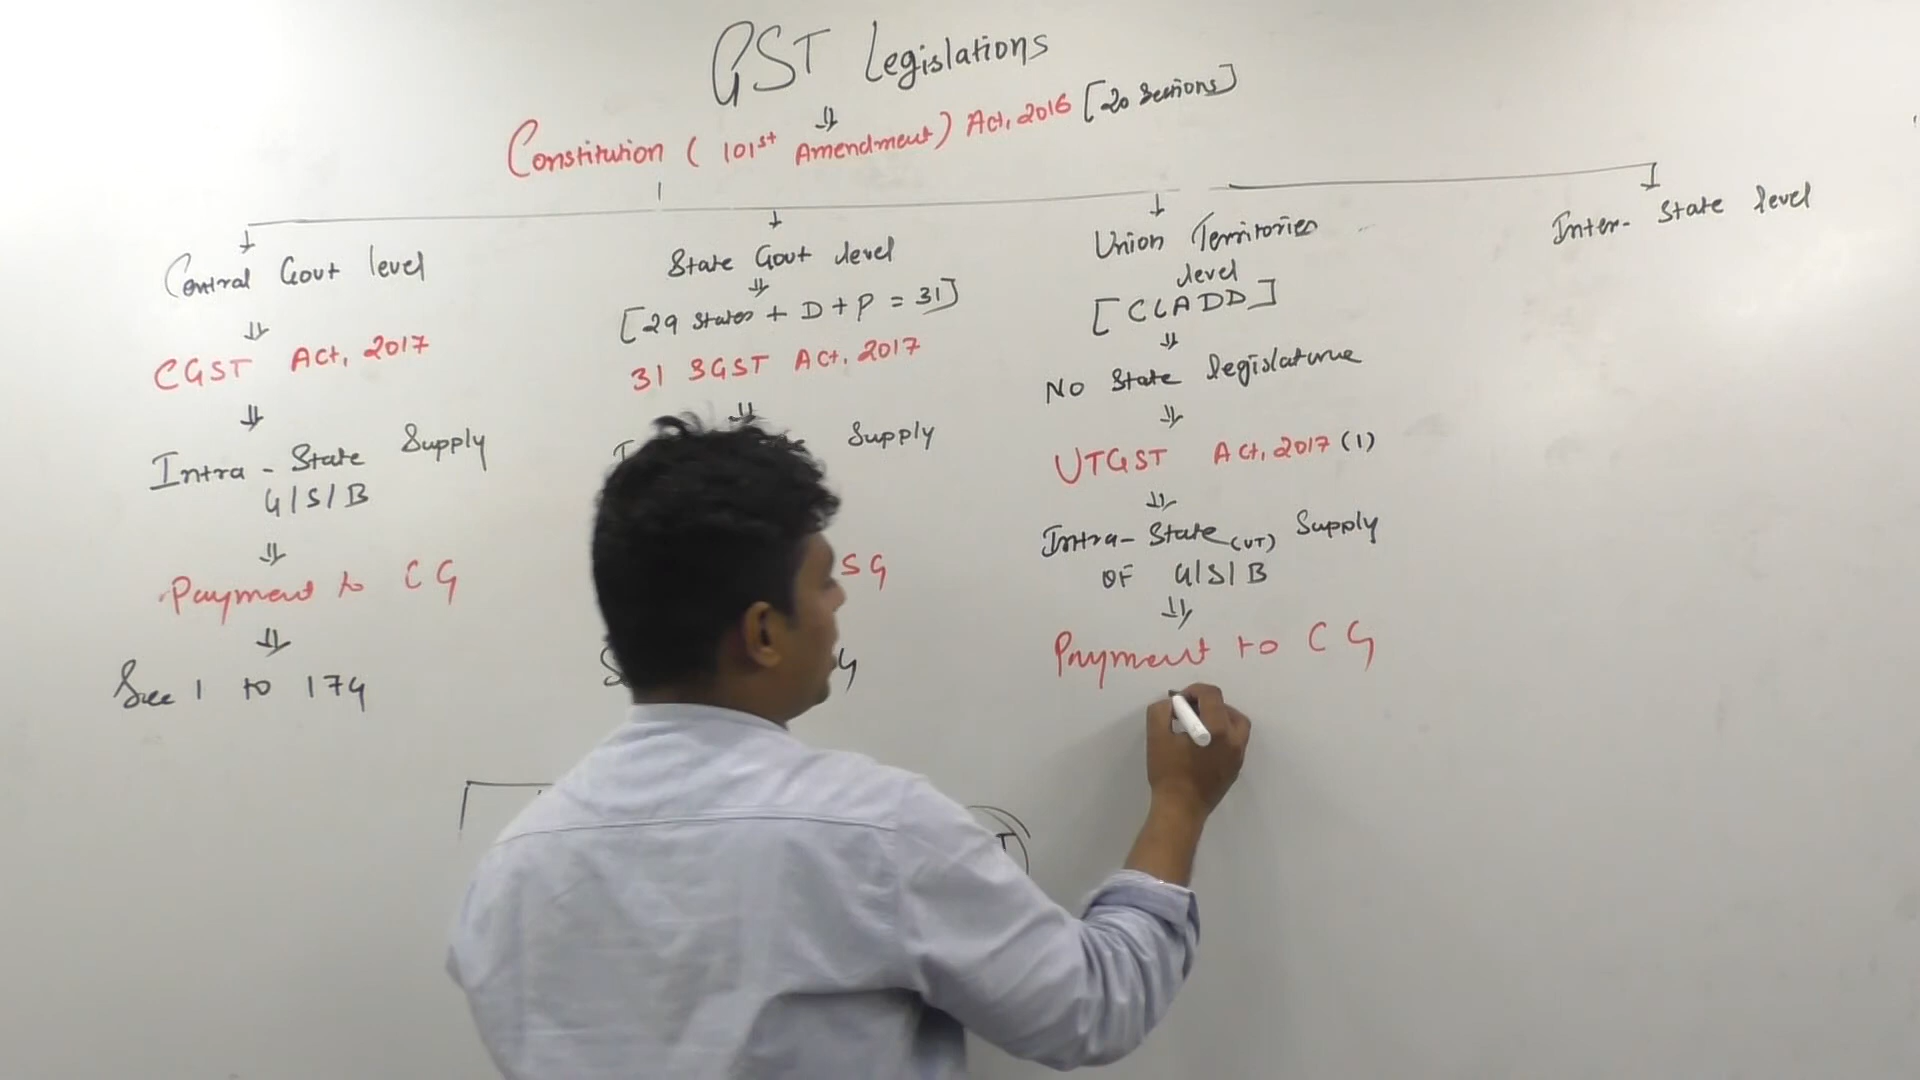 GST Legislations
Constitution (101st Amendment) Act, 2016 [20 Sections]
Central Govt level
CGST Act, 2017
Intra-State Supply
G/S/B
Payment to CG
Sec 1 to 174
State Govt level
[29 States + D + P = 31]
31 SGST Act, 2017
Supply
SG
Union Territories
level
[CLADD]
No State legislature
UTGST Act, 2017 (1)
Intra-State (UT) Supply
OF G/S/B
Payment to CG
Inter-State level